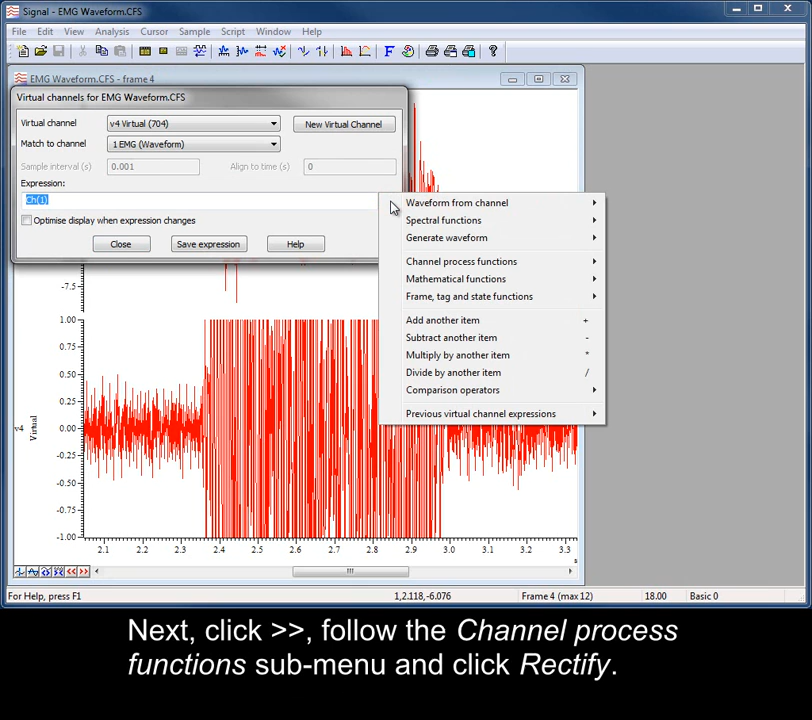 Signal - EMG Waveform.CFS
File Edit View Analysis Cursor Sample Script Window Help
EMG Waveform.CFS - frame 4
Virtual channels for EMG Waveform.CFS
Virtual channel v4 Virtual (704) New Virtual Channel
Match to channel 1 EMG (Waveform)
Sample interval (s) 0.001 Align to time (s) 0
Expression:
Ch(1)
Optimise display when expression changes
Close Save expression Help
Waveform from channel
Spectral functions
Generate waveform
Channel process functions
Mathematical functions
Frame, tag and state functions
Add another item +
Subtract another item -
Multiply by another item *
Divide by another item /
Comparison operators
Previous virtual channel expressions
-7.5
1.00
0.75
0.50
0.25
0.00
-0.25
-0.50
-0.75
-1.00
v4 Virtual
2.1 2.2 2.3 2.4 2.5 2.6 2.7 2.8 2.9 3.0 3.1 3.2 3.3
s
For Help, press F1 1,2.118,-6.076 Frame 4 (max 12) 18.00 Basic 0
Next, click >>, follow the Channel process
functions sub-menu and click Rectify.